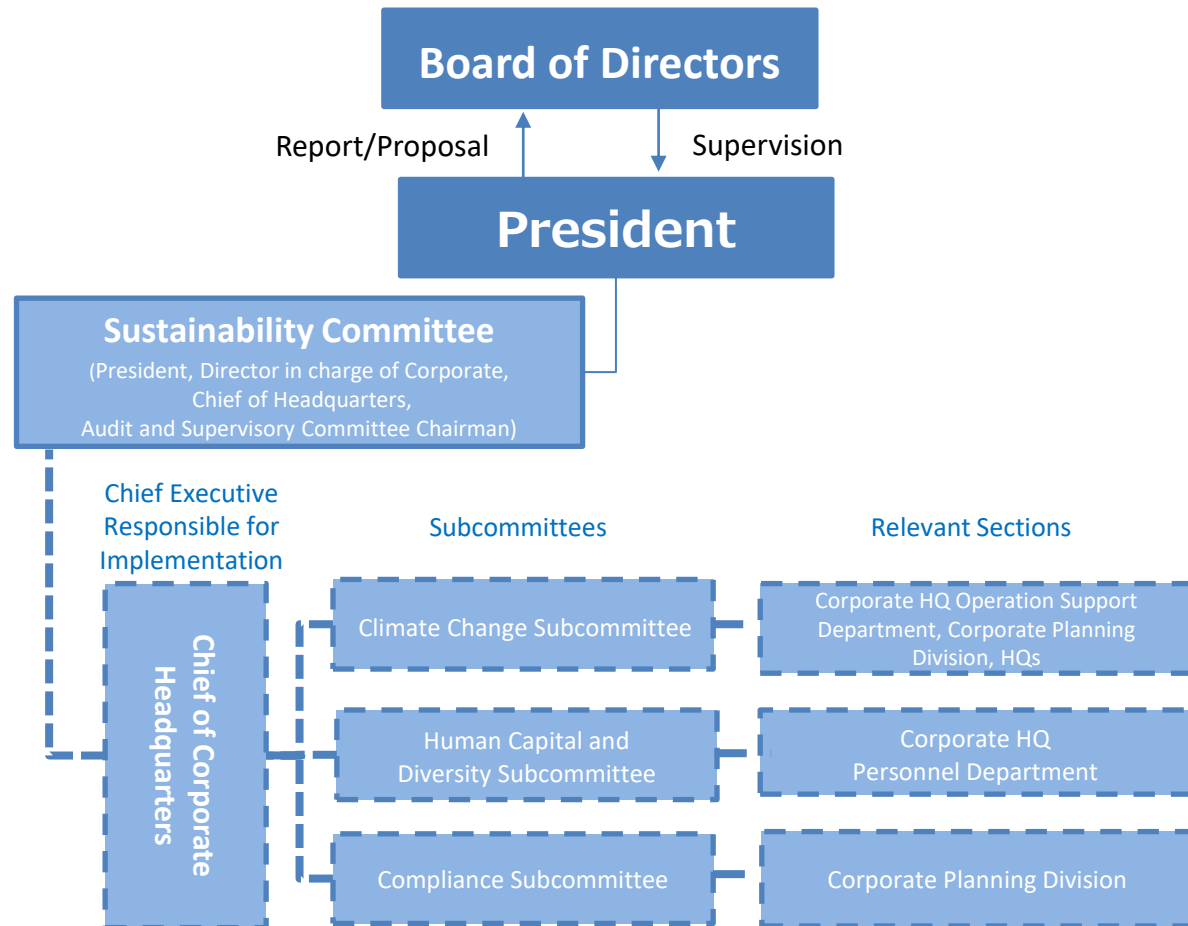 Board of Directors
Report/Proposal
Supervision
President
Sustainability Committee
(President, Director in charge of Corporate,
Chief of Headquarters,
Audit and Supervisory Committee Chairman)
Chief Executive
Responsible for
Implementation
Subcommittees
Relevant Sections
Chief of Corporate
Headquarters
Climate Change Subcommittee
Corporate HQ Operation Support
Department, Corporate Planning
Division, HQs
Human Capital and
Diversity Subcommittee
Corporate HQ
Personnel Department
Compliance Subcommittee
Corporate Planning Division